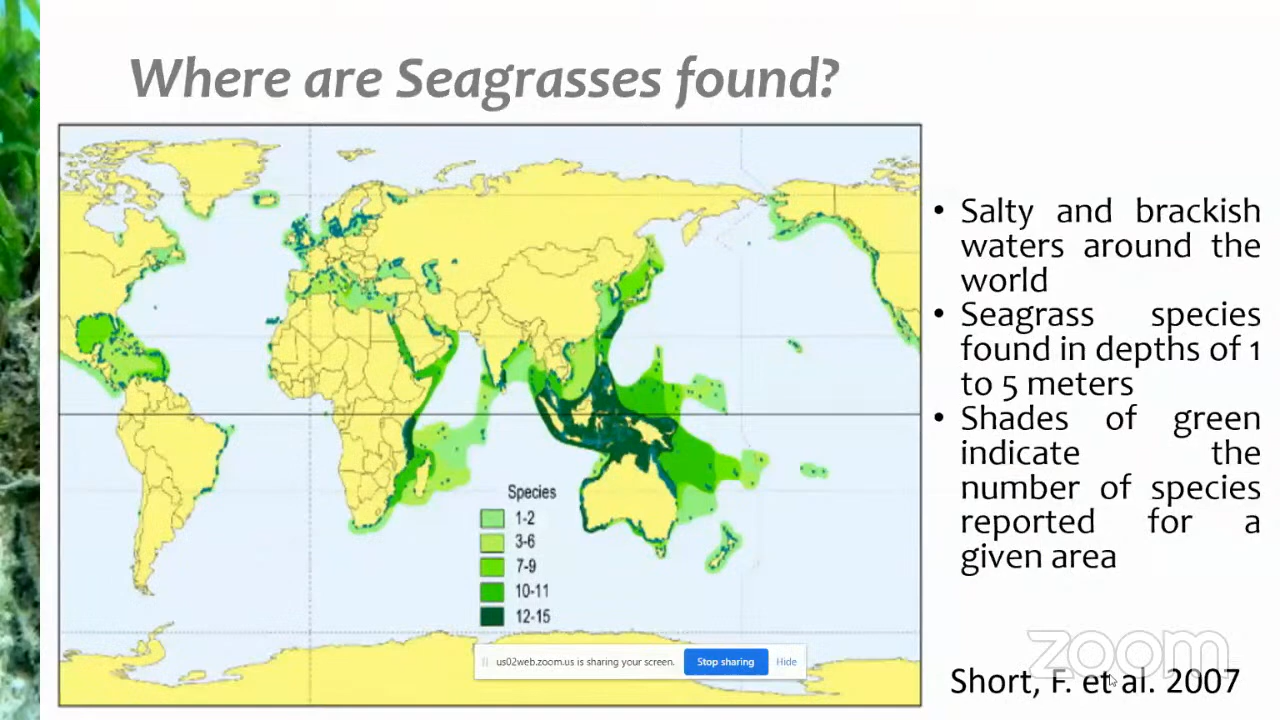 Where are Seagrasses found?
• Salty and brackish
waters around the
world
• Seagrass species
found in depths of 1
to 5 meters
• Shades of green
indicate the
number of species
reported for a
given area
Species
1-2
3-6
7-9
10-11
12-15
us02web.zoom.us is sharing your screen.
Stop sharing
Hide
zoom
Short, F. et al. 2007